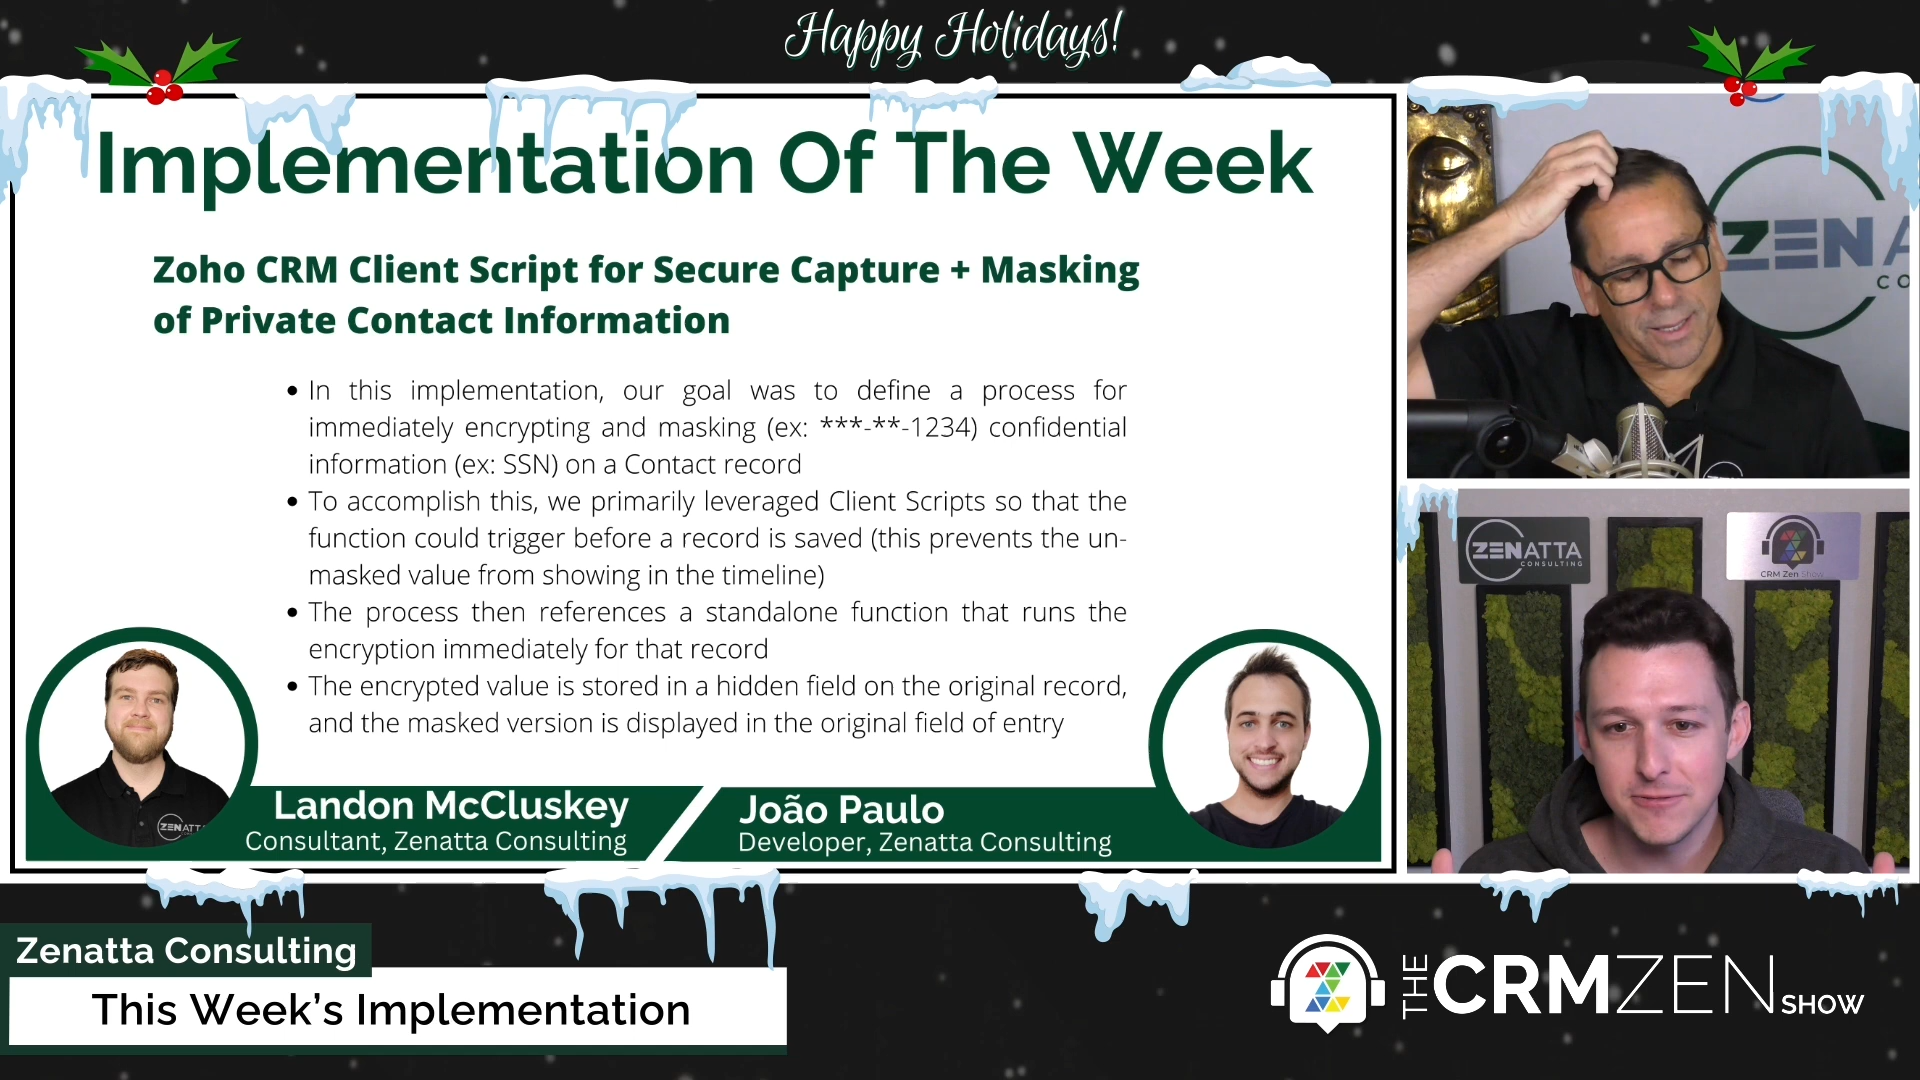 Happy Holidays!
Implementation Of The Week
Zoho CRM Client Script for Secure Capture + Masking
of Private Contact Information
• In this implementation, our goal was to define a process for
immediately encrypting and masking (ex: ***-**-1234) confidential
information (ex: SSN) on a Contact record
• To accomplish this, we primarily leveraged Client Scripts so that the
function could trigger before a record is saved (this prevents the un-
masked value from showing in the timeline)
• The process then references a standalone function that runs the
encryption immediately for that record
• The encrypted value is stored in a hidden field on the original record,
and the masked version is displayed in the original field of entry
ZENATT
Landon McCluskey
Consultant, Zenatta Consulting
João Paulo
Developer, Zenatta Consulting
ZENA
CO
ZENATTA
CONSULTING
CRM Zen Show
Zenatta Consulting
This Week's Implementation
THE CRMZEN SHOW